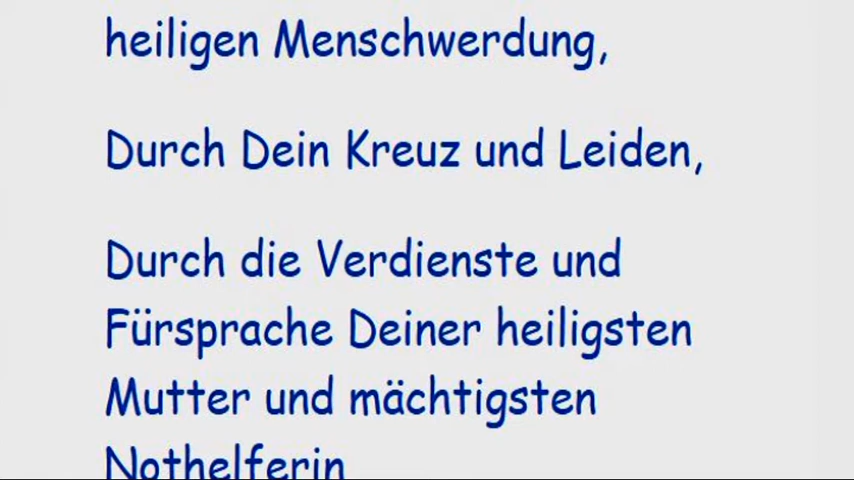 heiligen Menschwerdung,
Durch Dein Kreuz und Leiden,
Durch die Verdienste und
Fürsprache Deiner heiligsten
Mutter und mächtigsten
Nothelferin